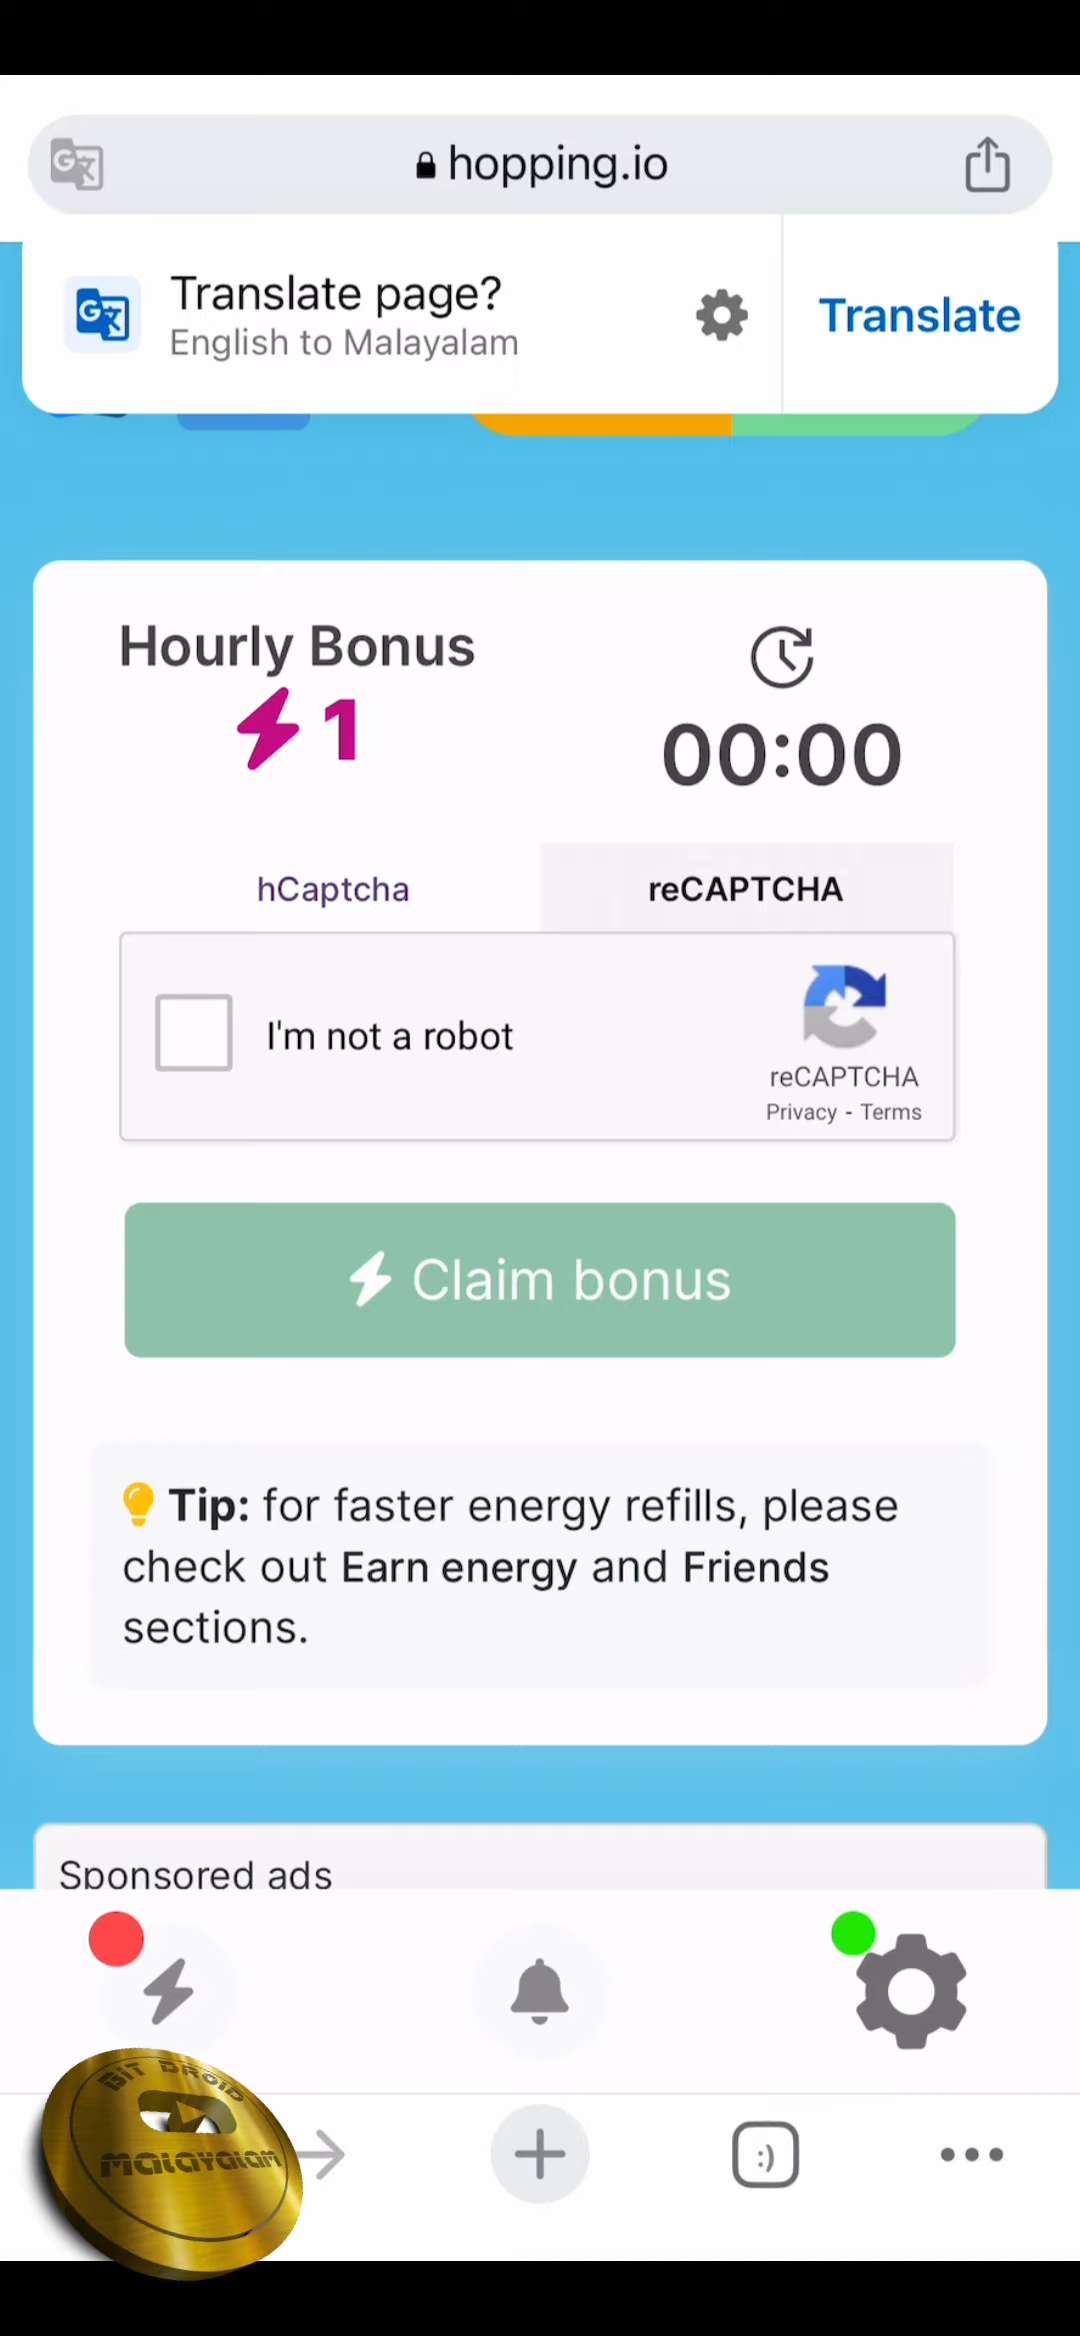 hopping.io
Translate page?
English to Malayalam
Translate
Hourly Bonus
1
00:00
hCaptcha
reCAPTCHA
I'm not a robot
reCAPTCHA
Privacy - Terms
Claim bonus
Tip: for faster energy refills, please
check out Earn energy and Friends
sections.
Sponsored ads
BIT DROID
MALAYALAM
:)